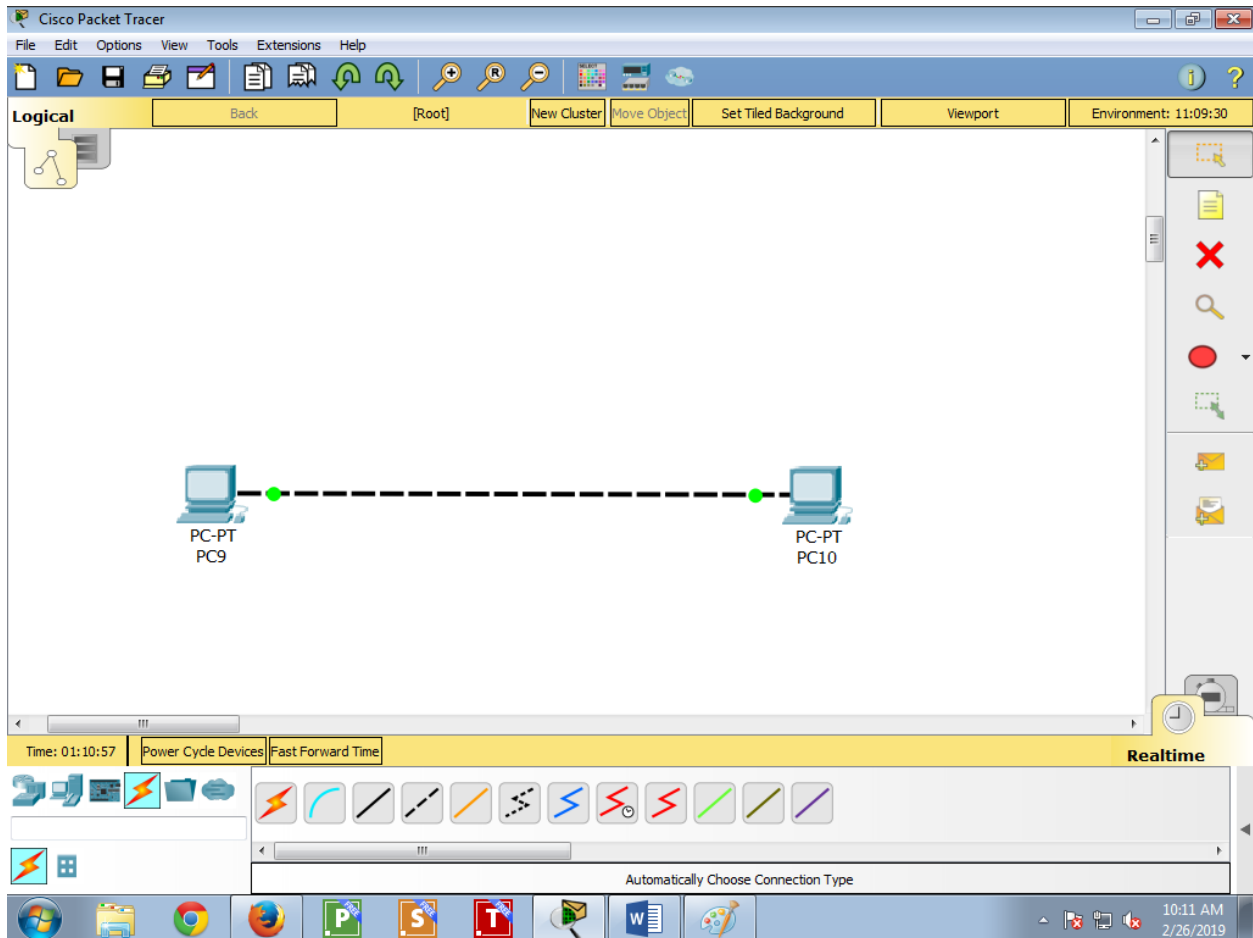 Cisco Packet Tracer
File Edit Options View Tools Extensions Help
Logical Back [Root] New Cluster Move Object Set Tiled Background Viewport Environment: 11:09:30
PC-PT
PC9
PC-PT
PC10
Time: 01:10:57 Power Cycle Devices Fast Forward Time Realtime
Automatically Choose Connection Type
10:11 AM
2/26/2019